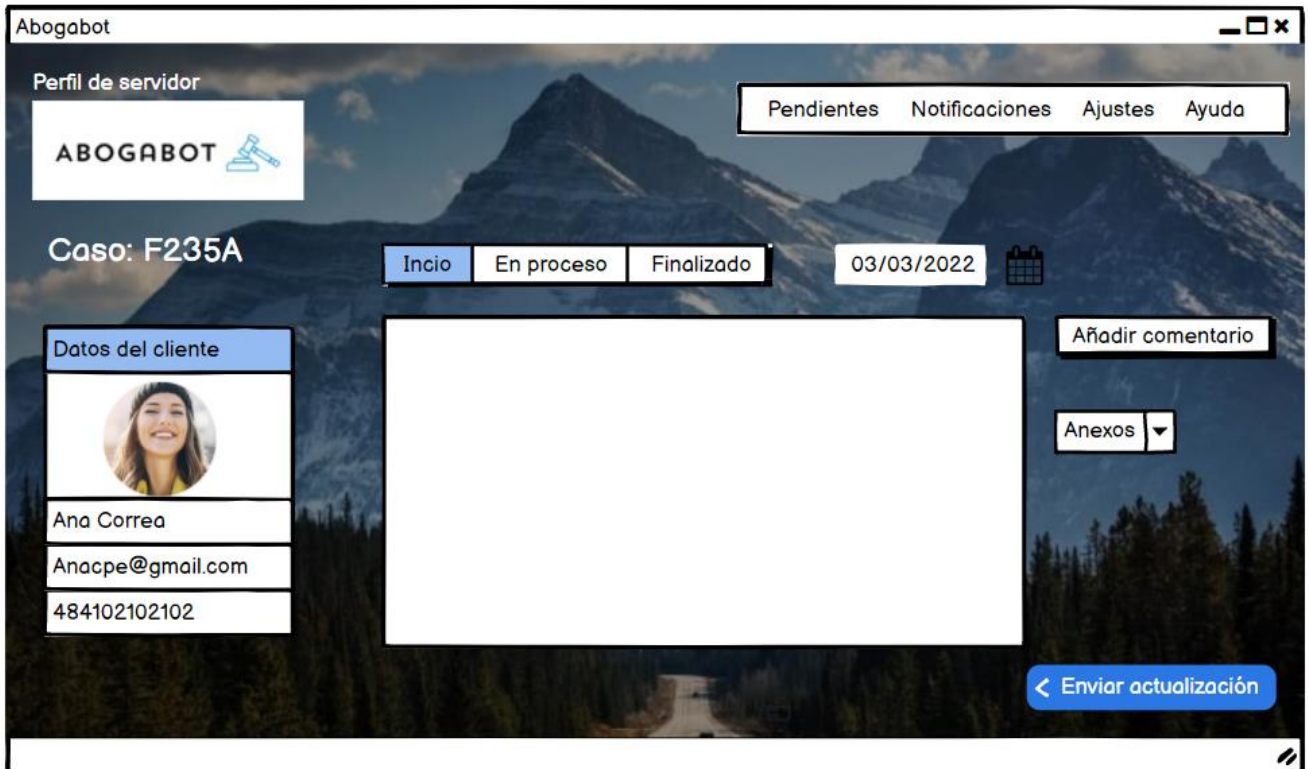 Abogabot
Perfil de servidor
ABOGABOT
Pendientes Notificaciones Ajustes Ayuda
Caso: F235A
Incio En proceso Finalizado
03/03/2022
Datos del cliente
Ana Correa
Anacpe@gmail.com
484102102102
Añadir comentario
Anexos
Enviar actualización